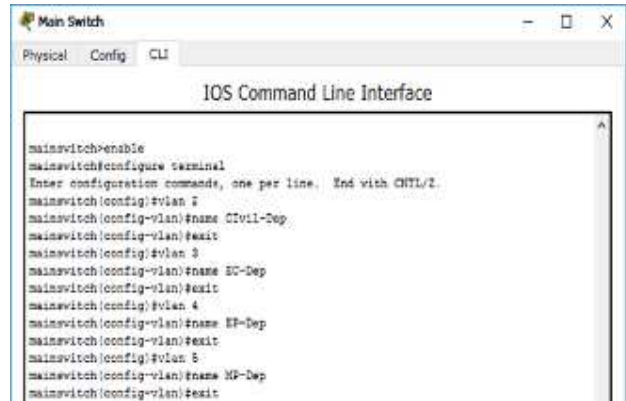 Main Switch
Physical Config CLI
IOS Command Line Interface
mainswitch>enable
mainswitch#configure terminal
Enter configuration commands, one per line. End with CNTL/Z.
mainswitch(config)#vlan 2
mainswitch(config-vlan)#name CIvil-Dep
mainswitch(config-vlan)#exit
mainswitch(config)#vlan 3
mainswitch(config-vlan)#name EC-Dep
mainswitch(config-vlan)#exit
mainswitch(config)#vlan 4
mainswitch(config-vlan)#name EP-Dep
mainswitch(config-vlan)#exit
mainswitch(config)#vlan 5
mainswitch(config-vlan)#name MP-Dep
mainswitch(config-vlan)#exit